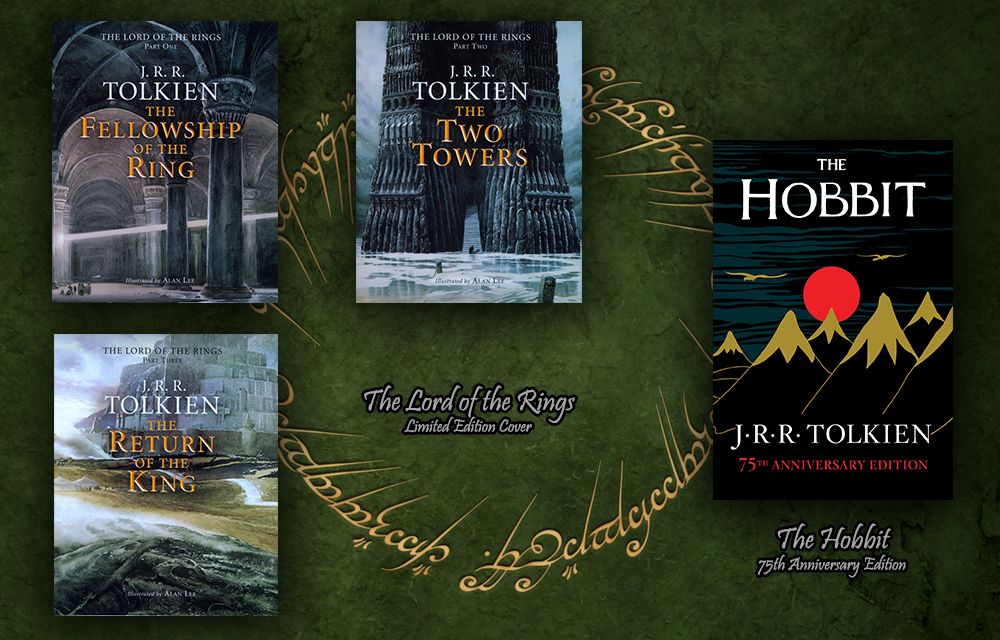 THE LORD OF THE RINGS
PART ONE
J. R. R.
TOLKIEN
THE
FELLOWSHIP
OF THE
RING
Illustrated by ALAN LEE
THE LORD OF THE RINGS
PART TWO
J. R. R.
TOLKIEN
THE
TWO
TOWERS
Illustrated by ALAN LEE
THE
HOBBIT
J·R·R· TOLKIEN
75TH ANNIVERSARY EDITION
THE LORD OF THE RINGS
PART THREE
J. R. R.
TOLKIEN
THE
RETURN
OF THE
KING
Illustrated by ALAN LEE
The Lord of the Rings
Limited Edition Cover
The Hobbit
75th Anniversary Edition